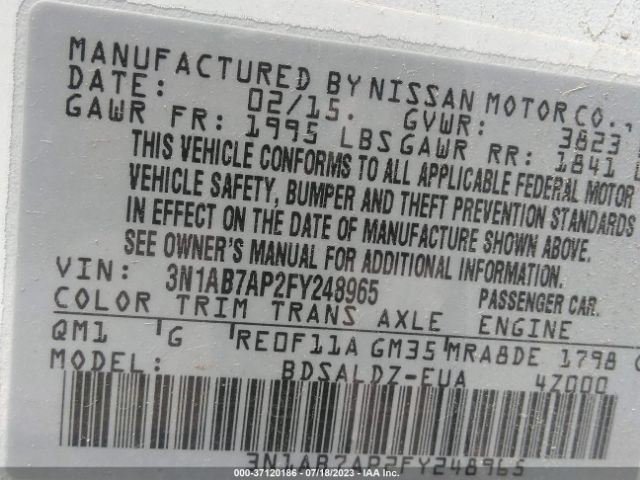 MANUFACTURED BY NISSAN MOTOR CO.,
DATE: 02/15. GVWR: 3823
GAWR FR: 1995 LBS GAWR RR: 1841
THIS VEHICLE CONFORMS TO ALL APPLICABLE FEDERAL MOTOR
VEHICLE SAFETY, BUMPER AND THEFT PREVENTION STANDARDS
IN EFFECT ON THE DATE OF MANUFACTURE SHOWN ABOVE.
SEE OWNER'S MANUAL FOR ADDITIONAL INFORMATION.
VIN: 3N1AB7AP2FY248965 PASSENGER CAR.
COLOR TRIM TRANS AXLE ENGINE
QM1 G RE0F11A GM35 MRA8DE 1798
MODEL: BDSALDZ-EUA 4Z000
3N1AB7AP2FY248965
000-37120186 - 07/18/2023 - IAAI.COM